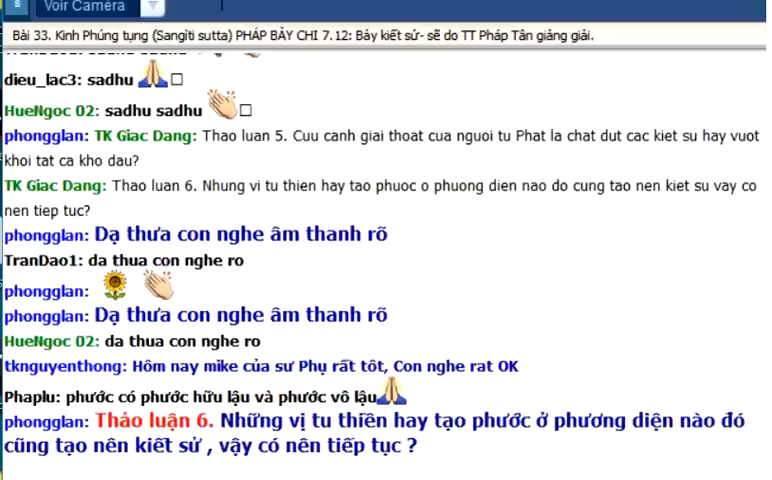 s Voir Caméra
Bài 33. Kinh Phúng tụng (Sangìti sutta) PHÁP BẢY CHI 7.12: Bảy kiết sử- sẽ do TT Pháp Tân giảng giải.
dieu_lac3: sadhu
HueNgoc 02: sadhu sadhu
phongglan: TK Giac Dang: Thao luan 5. Cuu canh giai thoat cua nguoi tu Phat la chat dut cac kiet su hay vuot
khoi tat ca kho dau?
TK Giac Dang: Thao luan 6. Nhung vi tu thien hay tao phuoc o phuong dien nao do cung tao nen kiet su vay co
nen tiep tuc?
phongglan: Dạ thưa con nghe âm thanh rõ
TranDao1: da thua con nghe ro
phongglan:
phongglan: Dạ thưa con nghe âm thanh rõ
HueNgoc 02: da thua con nghe ro
tknguyenthong: Hôm nay mike của sư Phụ rất tôt, Con nghe rat OK
Phaplu: phước có phước hữu lậu và phước vô lậu
phongglan: Thảo luận 6. Những vị tu thiền hay tạo phước ở phương diện nào đó
cũng tạo nên kiết sử , vậy có nên tiếp tục ?